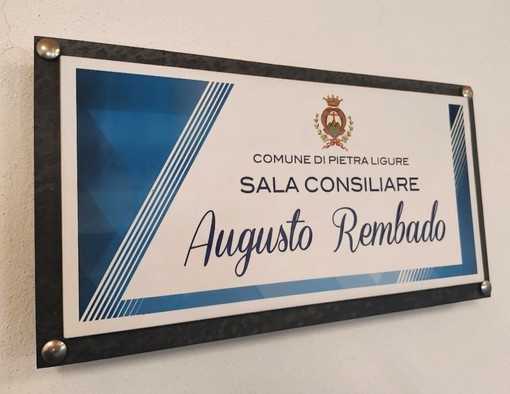 COMUNE DI PIETRA LIGURE
SALA CONSILIARE
Augusto Rembado